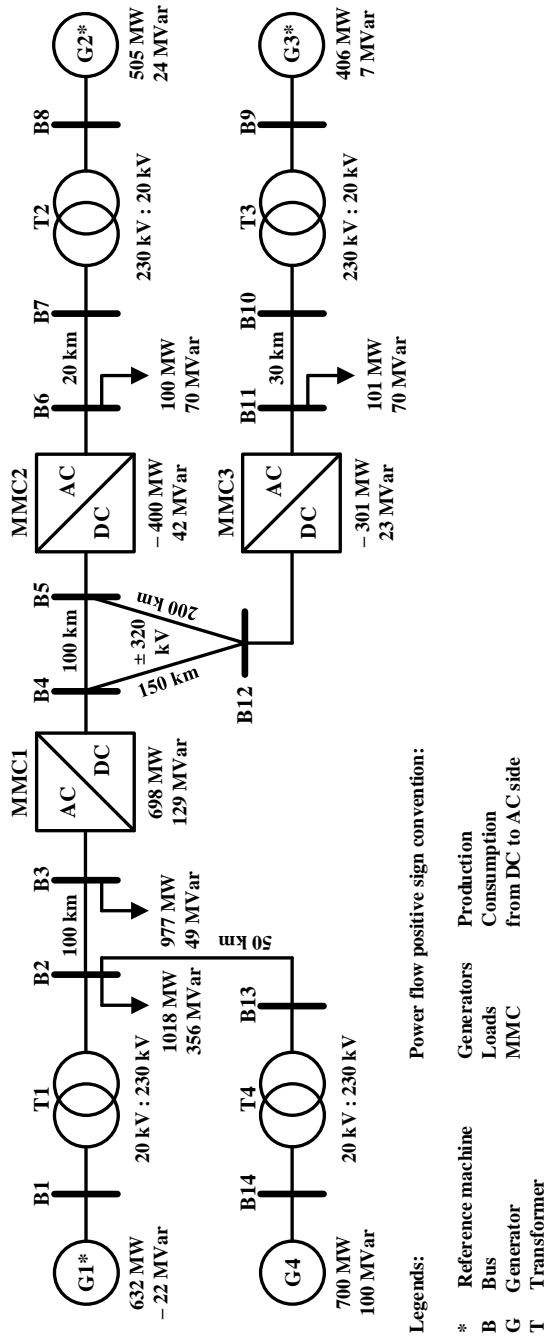 G1*
632 MW
– 22 MVar
B1
T1
20 kV : 230 kV
B2
1018 MW
356 MVar
100 km
B3
977 MW
49 MVar
MMC1
AC
DC
698 MW
129 MVar
B4
100 km
B5
± 320
kV
150 km
200 km
B12
MMC2
AC
DC
– 400 MW
42 MVar
B6
100 MW
70 MVar
20 km
B7
T2
230 kV : 20 kV
B8
G2*
505 MW
24 MVar
G4
700 MW
100 MVar
B14
T4
20 kV : 230 kV
B13
50 km
MMC3
AC
DC
– 301 MW
23 MVar
B11
101 MW
70 MVar
30 km
B10
T3
230 kV : 20 kV
B9
G3*
406 MW
7 MVar
Legends:
* Reference machine
B Bus
G Generator
T Transformer
Power flow positive sign convention:
Generators Production
Loads Consumption
MMC from DC to AC side